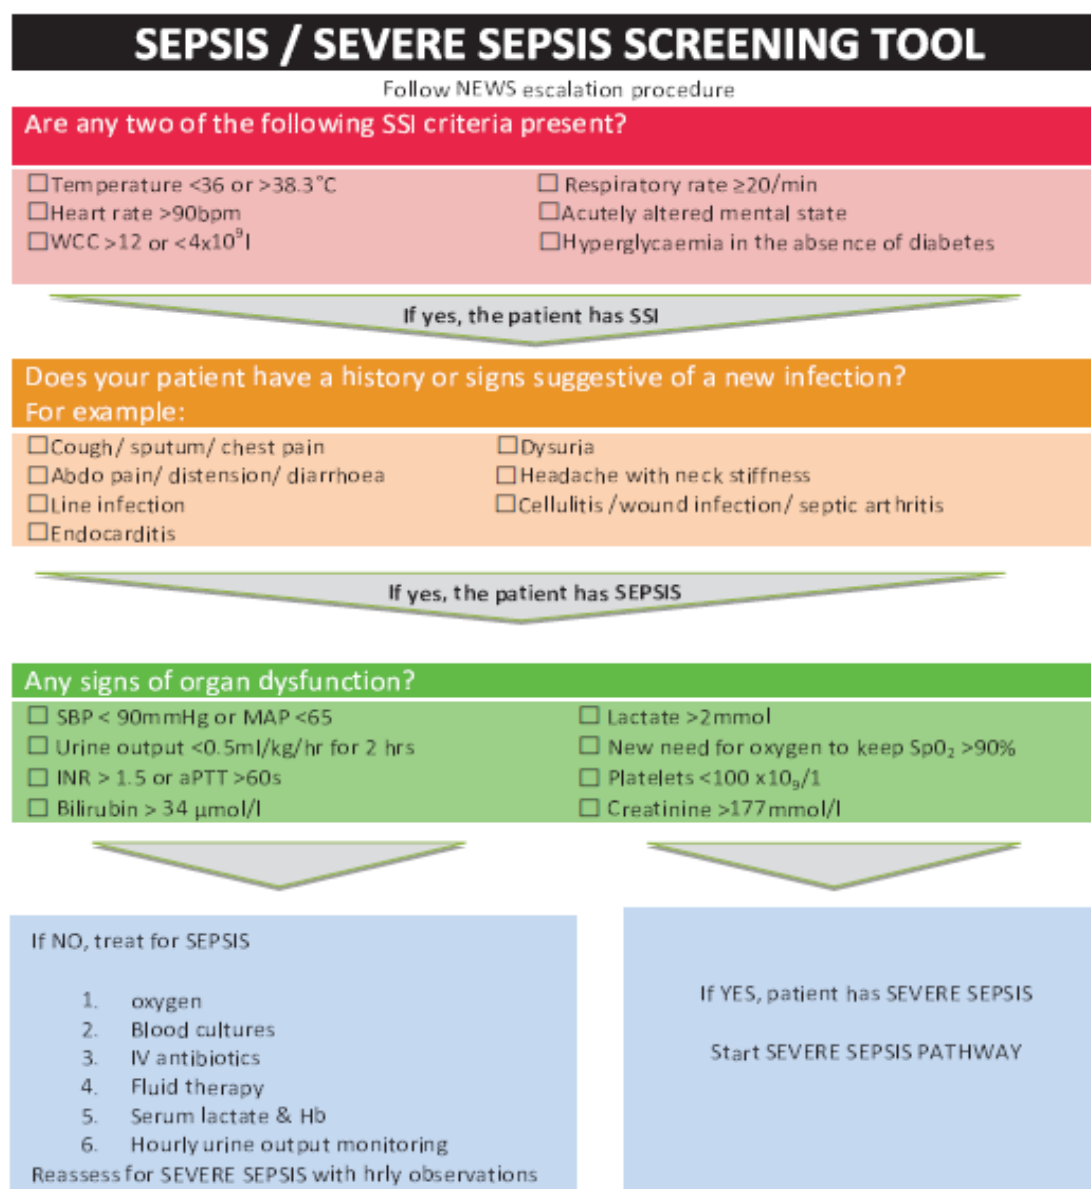 SEPSIS / SEVERE SEPSIS SCREENING TOOL
Follow NEWS escalation procedure
Are any two of the following SSI criteria present?
☐Temperature <36 or >38.3°C
☐Heart rate >90bpm
☐WCC >12 or <4x10⁹l
☐ Respiratory rate ≥20/min
☐Acutely altered mental state
☐Hyperglycaemia in the absence of diabetes
If yes, the patient has SSI
Does your patient have a history or signs suggestive of a new infection?
For example:
☐Cough/ sputum/ chest pain
☐Abdo pain/ distension/ diarrhoea
☐Line infection
☐Endocarditis
☐Dysuria
☐Headache with neck stiffness
☐Cellulitis /wound infection/ septic arthritis
If yes, the patient has SEPSIS
Any signs of organ dysfunction?
☐ SBP < 90mmHg or MAP <65
☐ Urine output <0.5ml/kg/hr for 2 hrs
☐ INR > 1.5 or aPTT >60s
☐ Bilirubin > 34 µmol/l
☐ Lactate >2mmol
☐ New need for oxygen to keep Sp0₂ >90%
☐ Platelets <100 x10₉/1
☐ Creatinine >177mmol/l
If NO, treat for SEPSIS
1. oxygen
2. Blood cultures
3. IV antibiotics
4. Fluid therapy
5. Serum lactate & Hb
6. Hourly urine output monitoring
Reassess for SEVERE SEPSIS with hrly observations
If YES, patient has SEVERE SEPSIS
Start SEVERE SEPSIS PATHWAY